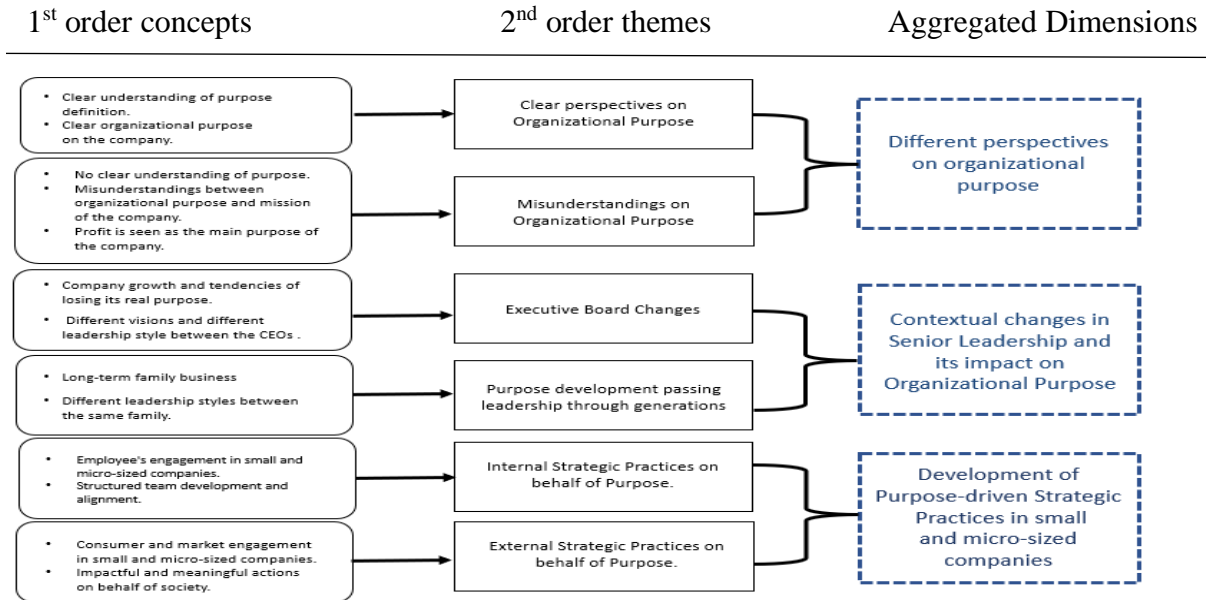 1st order concepts
2nd order themes
Aggregated Dimensions
• Clear understanding of purpose
definition.
• Clear organizational purpose
on the company.
Clear perspectives on
Organizational Purpose
Different perspectives
on organizational
purpose
• No clear understanding of purpose.
• Misunderstandings between
organizational purpose and mission
of the company.
• Profit is seen as the main purpose of
the company.
Misunderstandings on
Organizational Purpose
• Company growth and tendencies of
losing its real purpose.
• Different visions and different
leadership style between the CEOs .
Executive Board Changes
Contextual changes in
Senior Leadership and
its impact on
Organizational Purpose
• Long-term family business
• Different leadership styles between
the same family.
Purpose development passing
leadership through generations
• Employee's engagement in small and
micro-sized companies.
• Structured team development and
alignment.
Internal Strategic Practices on
behalf of Purpose.
Development of
Purpose-driven Strategic
Practices in small
and micro-sized
companies
• Consumer and market engagement
in small and micro-sized companies.
• Impactful and meaningful actions
on behalf of society.
External Strategic Practices on
behalf of Purpose.